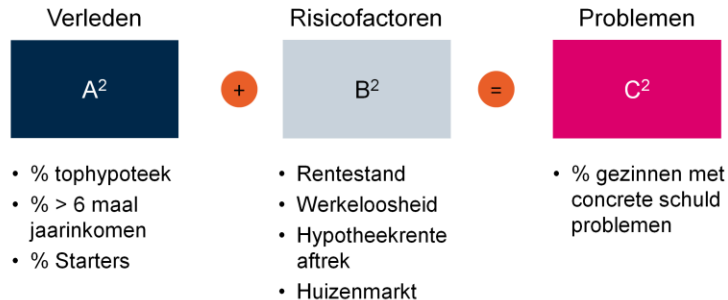 Verleden
A²
• % tophypoteek
• % > 6 maal
jaarinkomen
• % Starters
+
Risicofactoren
B²
• Rentestand
• Werkeloosheid
• Hypotheekrente
aftrek
• Huizenmarkt
=
Problemen
C²
• % gezinnen met
concrete schuld
problemen